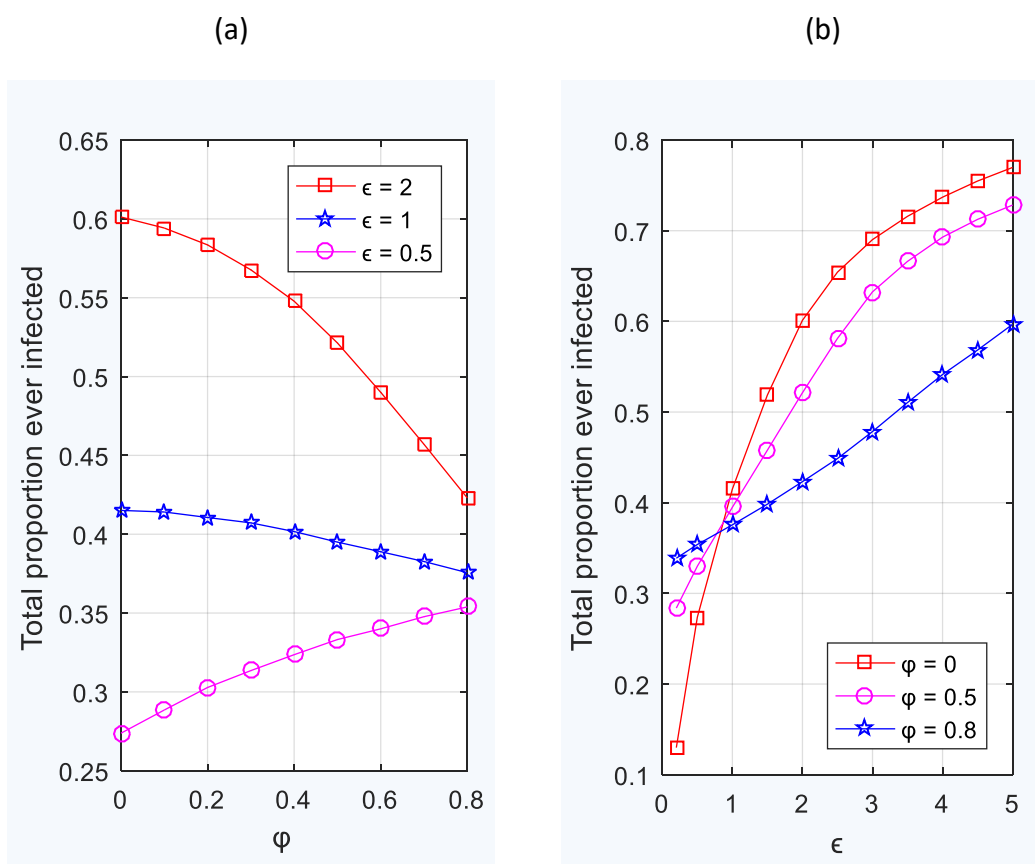 (a)
Total proportion ever infected
0.65
0.6
0.55
0.5
0.45
0.4
0.35
0.3
0.25
0
0.2
0.4
0.6
0.8
φ
ϵ = 2
ϵ = 1
ϵ = 0.5
(b)
Total proportion ever infected
0.8
0.7
0.6
0.5
0.4
0.3
0.2
0.1
0
1
2
3
4
5
ϵ
φ = 0
φ = 0.5
φ = 0.8